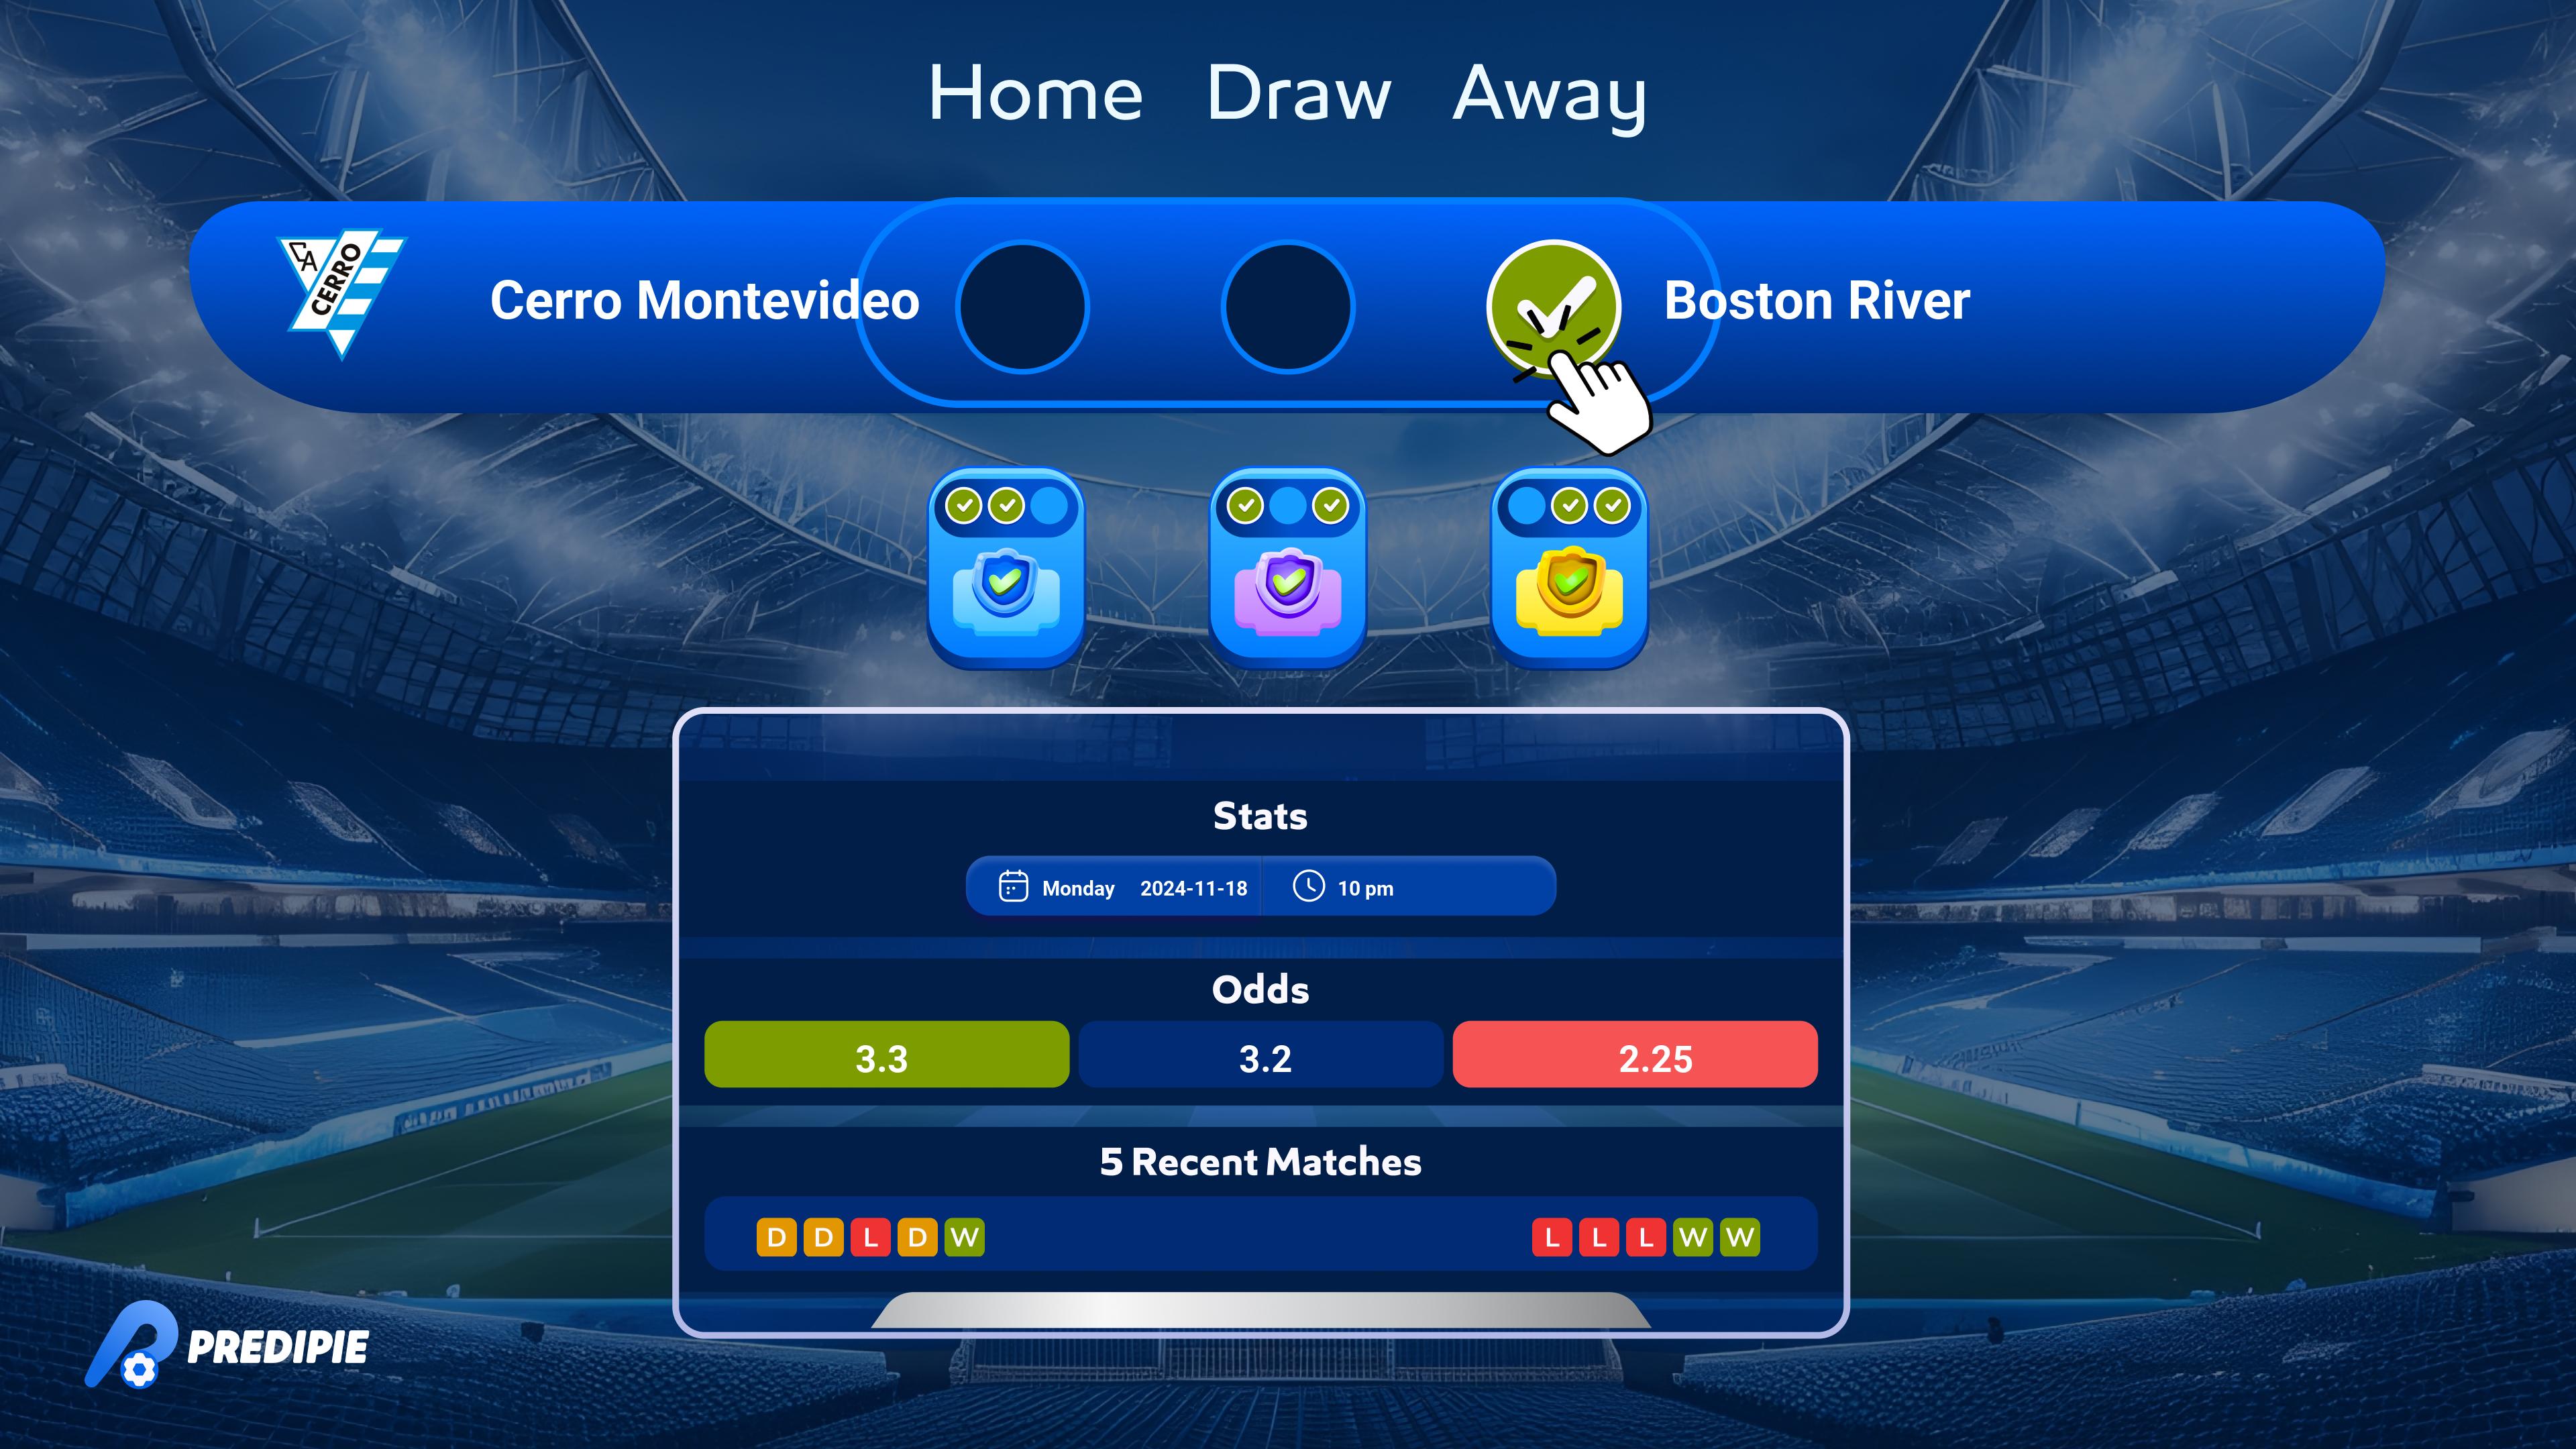 Home Draw Away
CA
CERRO
Cerro Montevideo
Boston River
Stats
Monday 2024-11-18 10 pm
Odds
3.3 3.2 2.25
5 Recent Matches
D D L D W L L L W W
PREDIPIE